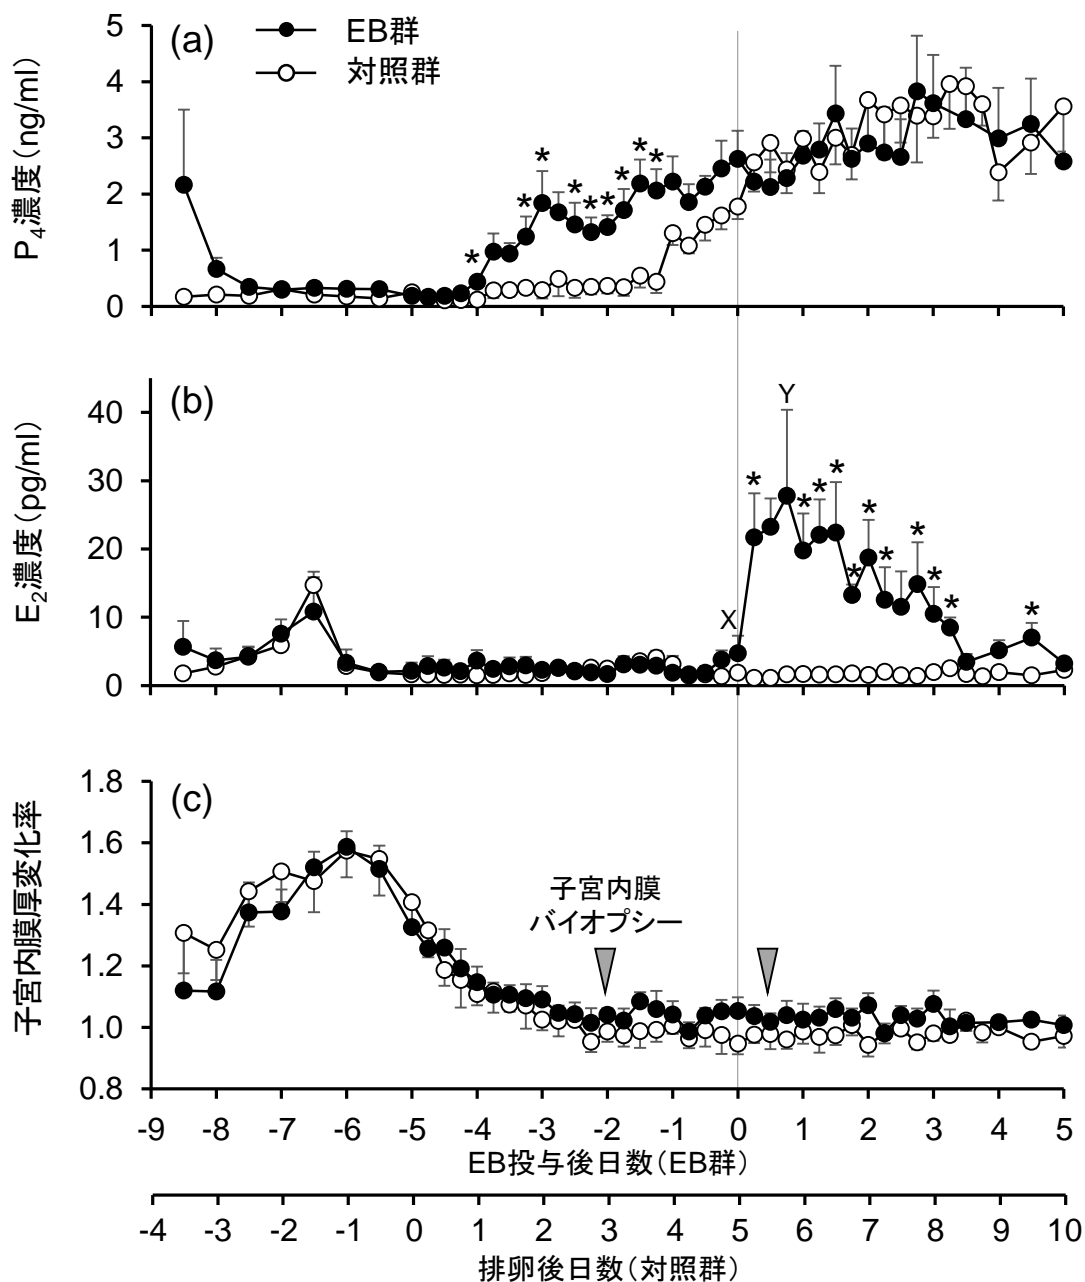 P4濃度(ng/ml)
5
4
3
2
1
0
(a)
EB群
対照群
* * * * * * * * *
E2濃度(pg/ml)
40
30
20
10
0
(b)
X
Y
* * * * * * * * * * *
子宮内膜厚変化率
1.8
1.6
1.4
1.2
1.0
0.8
(c)
子宮内膜
バイオプシー
-9 -8 -7 -6 -5 -4 -3 -2 -1 0 1 2 3 4 5
EB投与後日数(EB群)
-4 -3 -2 -1 0 1 2 3 4 5 6 7 8 9 10
排卵後日数(対照群)